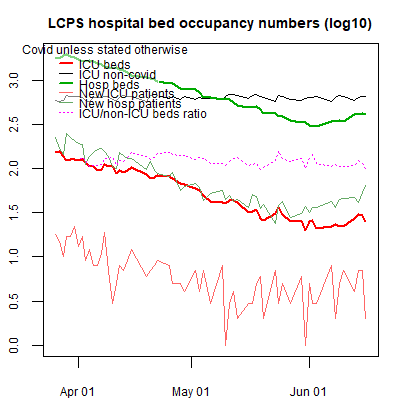 LCPS hospital bed occupancy numbers (log10)
Covid unless stated otherwise
ICU beds
ICU non-covid
Hosp beds
New ICU patients
New hosp patients
ICU/non-ICU beds ratio
3.0
2.5
2.0
1.5
1.0
0.5
0.0
Apr 01
May 01
Jun 01